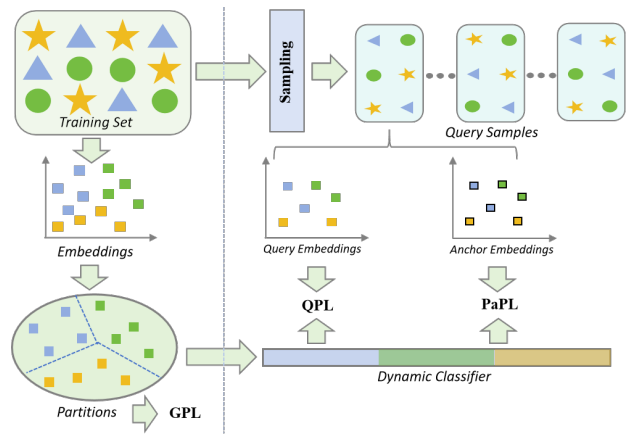 Training Set
Sampling
Query Samples
Embeddings
Query Embeddings
Anchor Embeddings
QPL
PaPL
Partitions
GPL
Dynamic Classifier